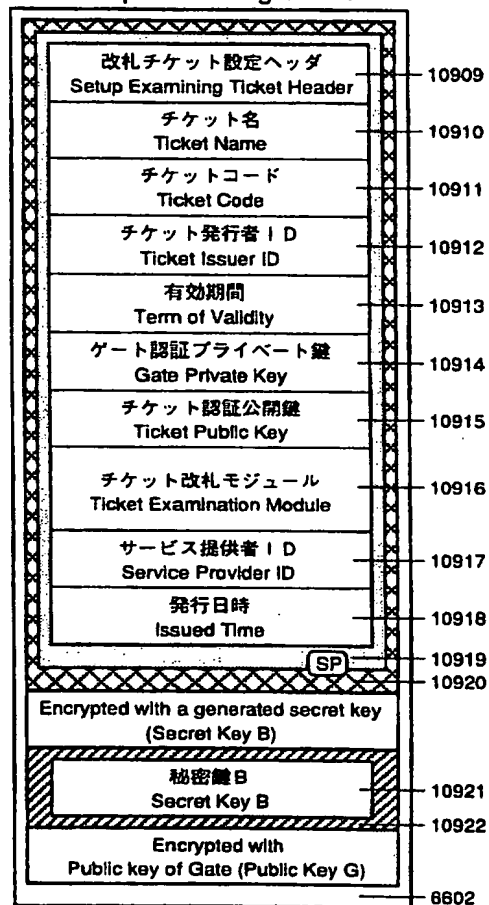 改札チケット設定ヘッダ
Setup Examining Ticket Header
10909
チケット名
Ticket Name
10910
チケットコード
Ticket Code
10911
チケット発行者ID
Ticket Issuer ID
10912
有効期間
Term of Validity
10913
ゲート認証プライベート鍵
Gate Private Key
10914
チケット認証公開鍵
Ticket Public Key
10915
チケット改札モジュール
Ticket Examination Module
10916
サービス提供者ID
Service Provider ID
10917
発行日時
Issued Time
10918
SP
10919
10920
Encrypted with a generated secret key
(Secret Key B)
秘密鍵B
Secret Key B
10921
10922
Encrypted with
Public key of Gate (Public Key G)
6602